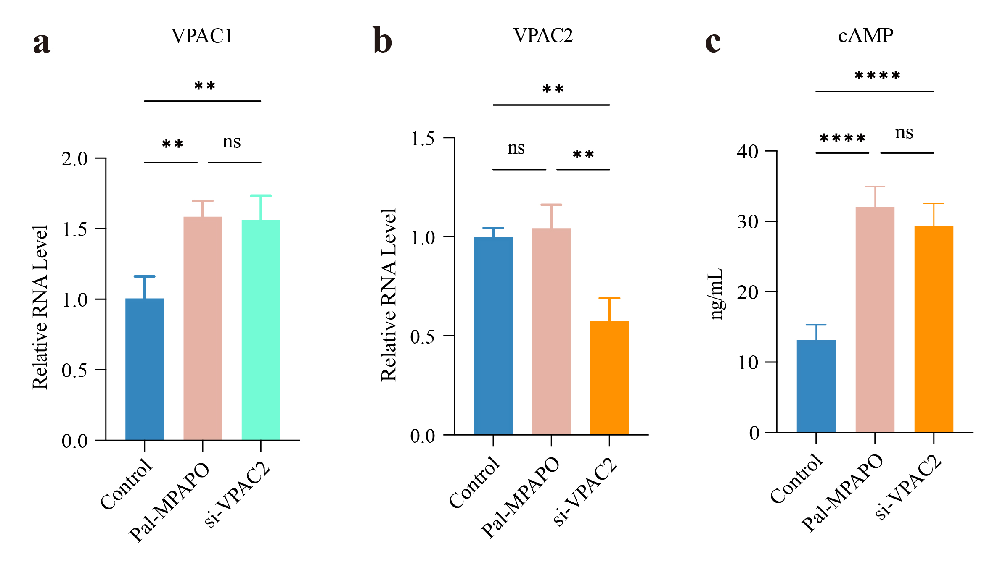 a
VPAC1
**
**
ns
2.0
1.5
1.0
0.5
0.0
Relative RNA Level
Control
Pal-MPAPO
si-VPAC2
b
VPAC2
**
ns
**
1.5
1.0
0.5
0.0
Relative RNA Level
Control
Pal-MPAPO
si-VPAC2
c
cAMP
****
****
ns
40
30
20
10
0
ng/mL
Control
Pal-MPAPO
si-VPAC2